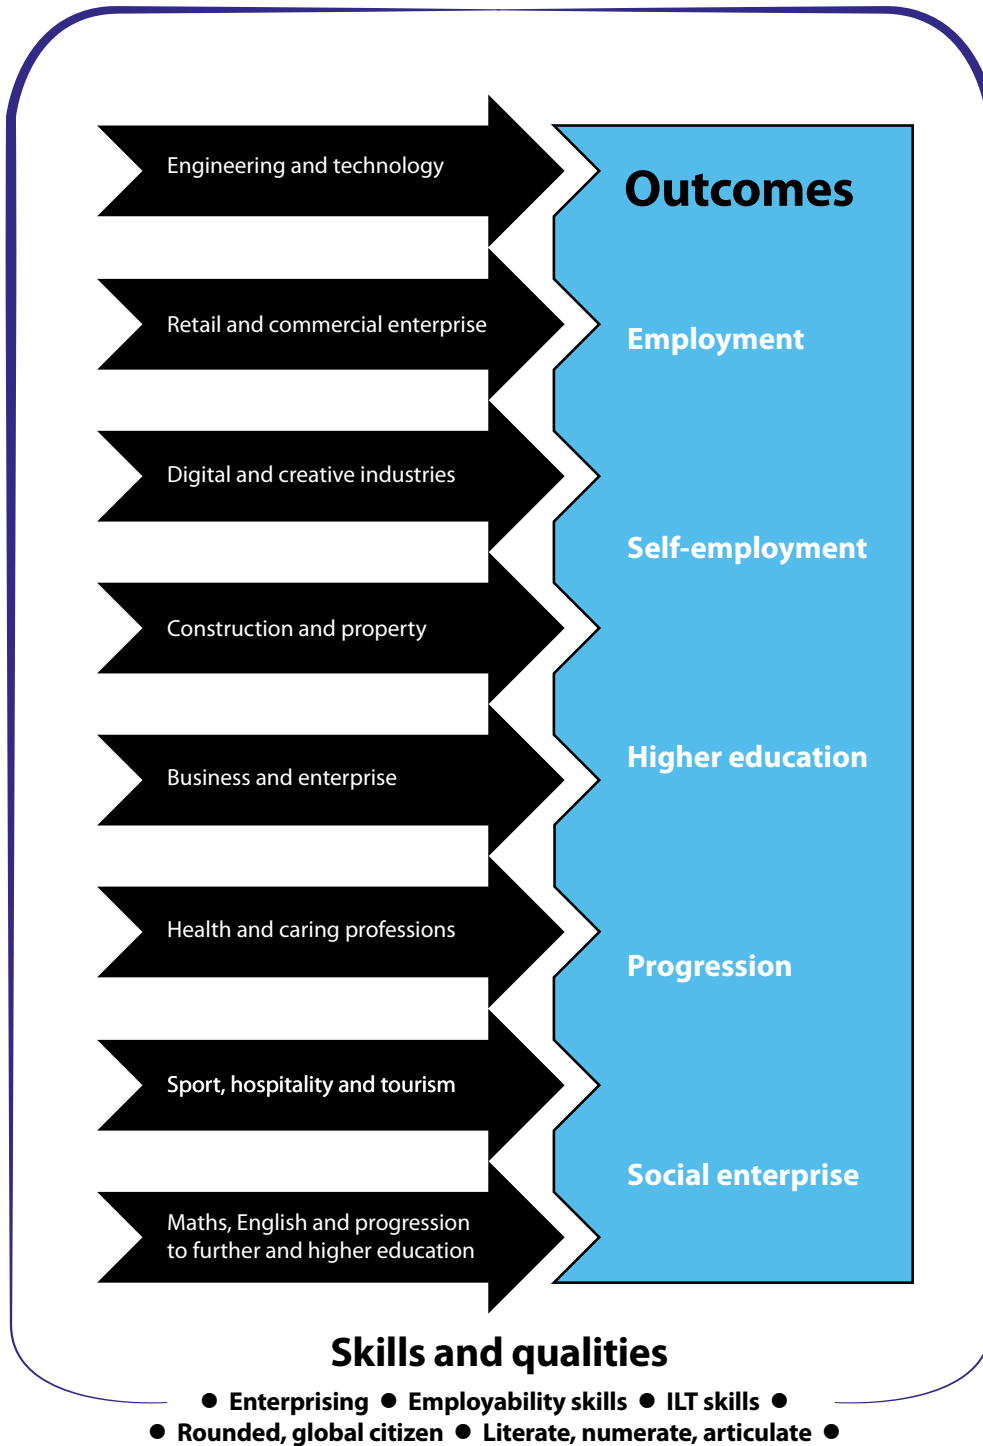 Engineering and technology
Retail and commercial enterprise
Digital and creative industries
Construction and property
Business and enterprise
Health and caring professions
Sport, hospitality and tourism
Maths, English and progression
to further and higher education
Outcomes
Employment
Self-employment
Higher education
Progression
Social enterprise
Skills and qualities
● Enterprising ● Employability skills ● ILT skills ●
● Rounded, global citizen ● Literate, numerate, articulate ●